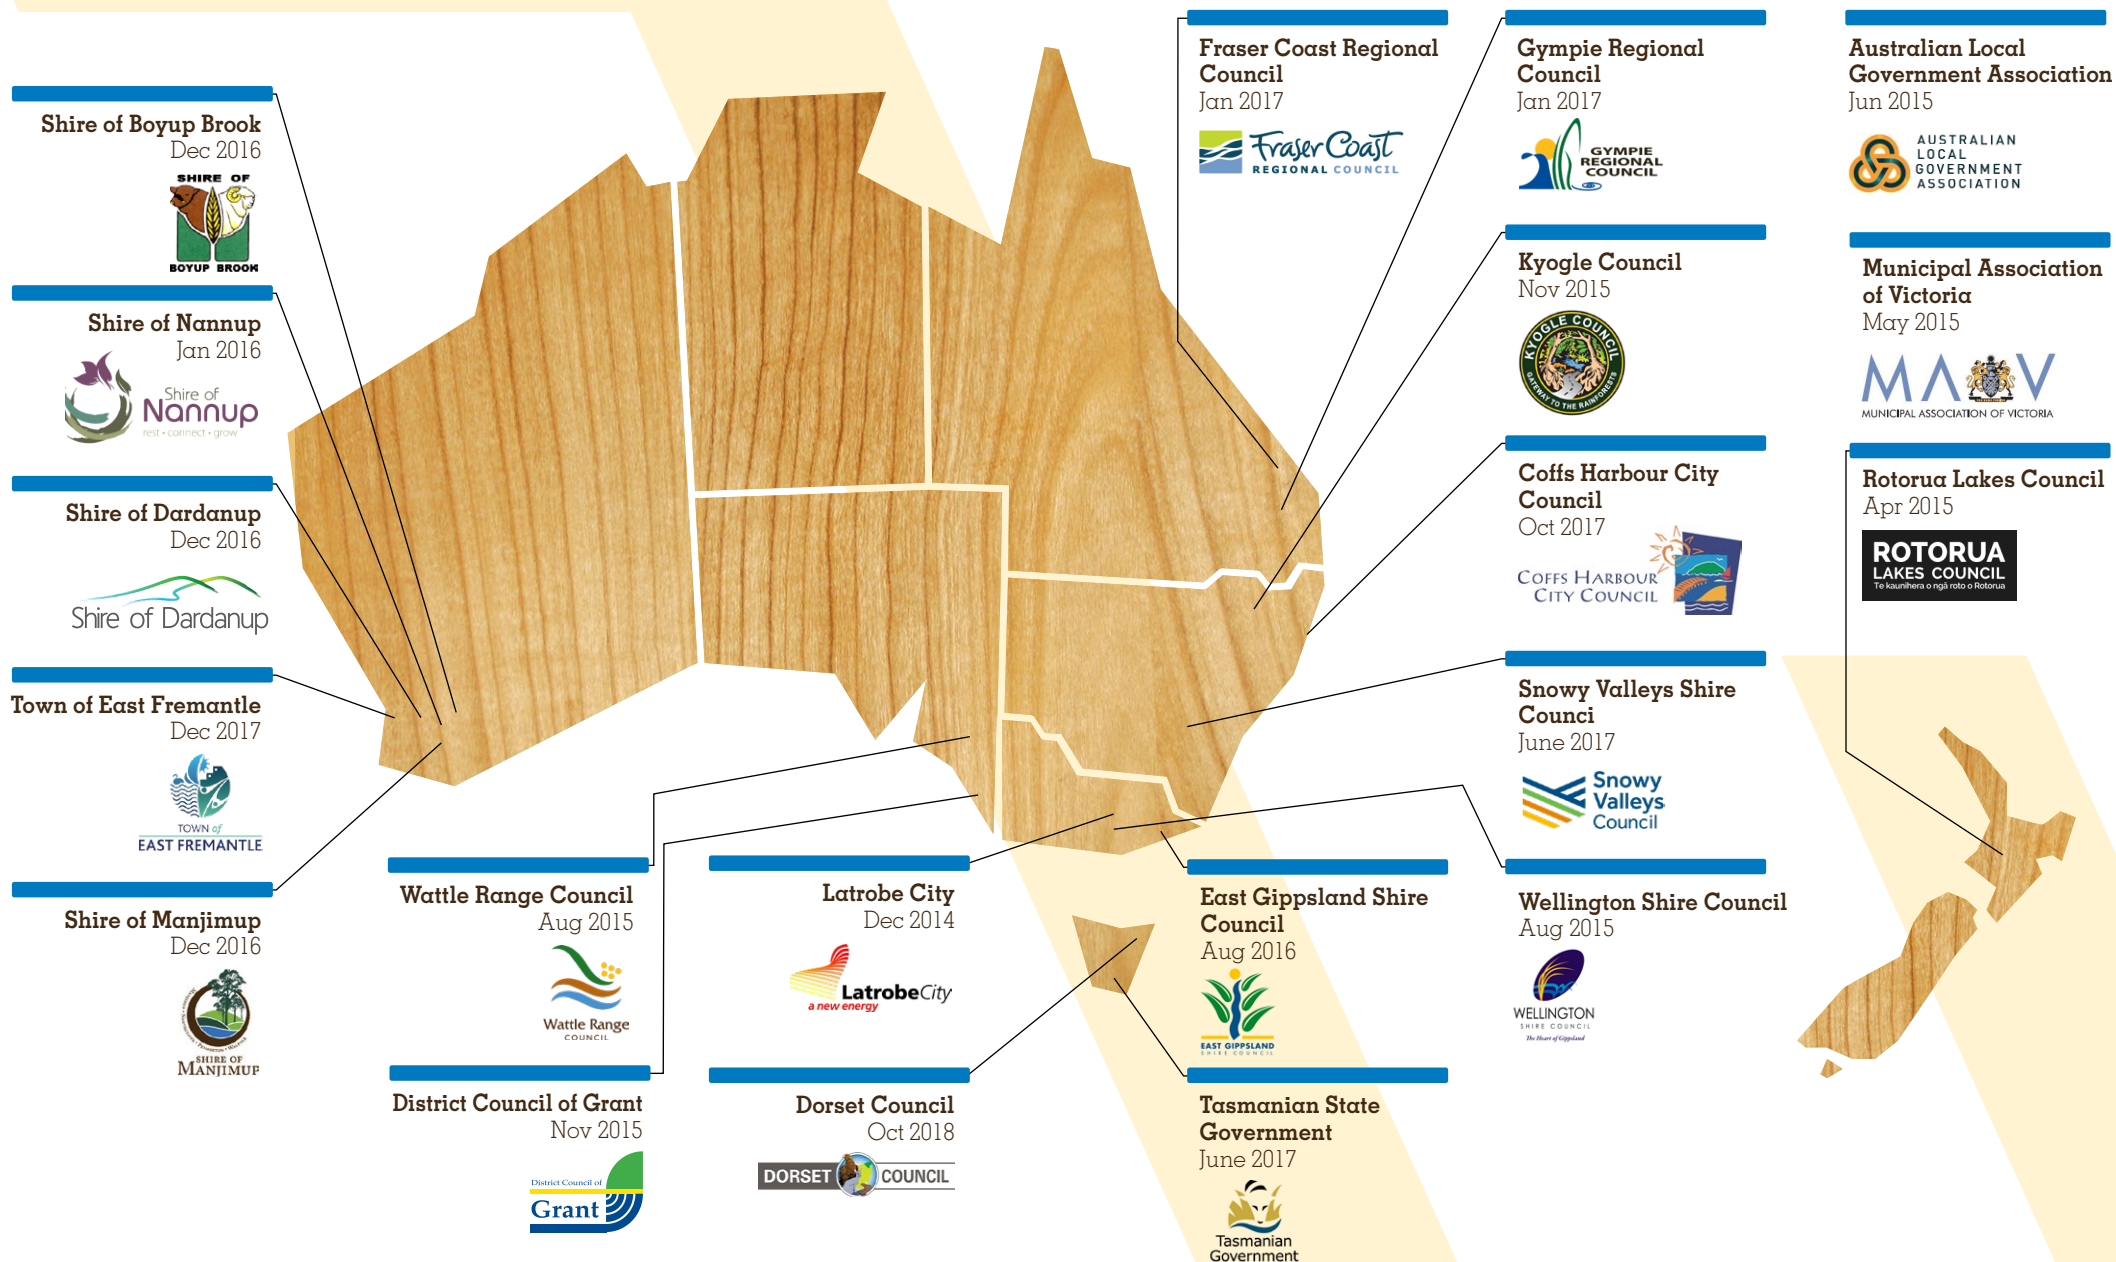 Shire of Boyup Brook
Dec 2016
SHIRE OF
BOYUP BROOK
Shire of Nannup
Jan 2016
Shire of
Nannup
rest • connect • grow
Shire of Dardanup
Dec 2016
Shire of Dardanup
Town of East Fremantle
Dec 2017
TOWN of
EAST FREMANTLE
Shire of Manjimup
Dec 2016
SHIRE OF
MANJIMUP
Wattle Range Council
Aug 2015
Wattle Range
COUNCIL
District Council of Grant
Nov 2015
District Council of
Grant
Latrobe City
Dec 2014
LatrobeCity
a new energy
Dorset Council
Oct 2018
DORSET COUNCIL
Fraser Coast Regional
Council
Jan 2017
Fraser Coast
REGIONAL COUNCIL
East Gippsland Shire
Council
Aug 2016
EAST GIPPSLAND
SHIRE COUNCIL
Tasmanian State
Government
June 2017
Tasmanian
Government
Gympie Regional
Council
Jan 2017
GYMPIE
REGIONAL
COUNCIL
Kyogle Council
Nov 2015
KYOGLE COUNCIL
GATEWAY TO THE RAINFORESTS
Coffs Harbour City
Council
Oct 2017
COFFS HARBOUR
CITY COUNCIL
Snowy Valleys Shire
Counci
June 2017
Snowy
Valleys
Council
Wellington Shire Council
Aug 2015
WELLINGTON
SHIRE COUNCIL
The Heart of Gippsland
Australian Local
Government Association
Jun 2015
AUSTRALIAN
LOCAL
GOVERNMENT
ASSOCIATION
Municipal Association
of Victoria
May 2015
MAV
MUNICIPAL ASSOCIATION OF VICTORIA
Rotorua Lakes Council
Apr 2015
ROTORUA
LAKES COUNCIL
Te kaunihera o ngā roto o Rotorua